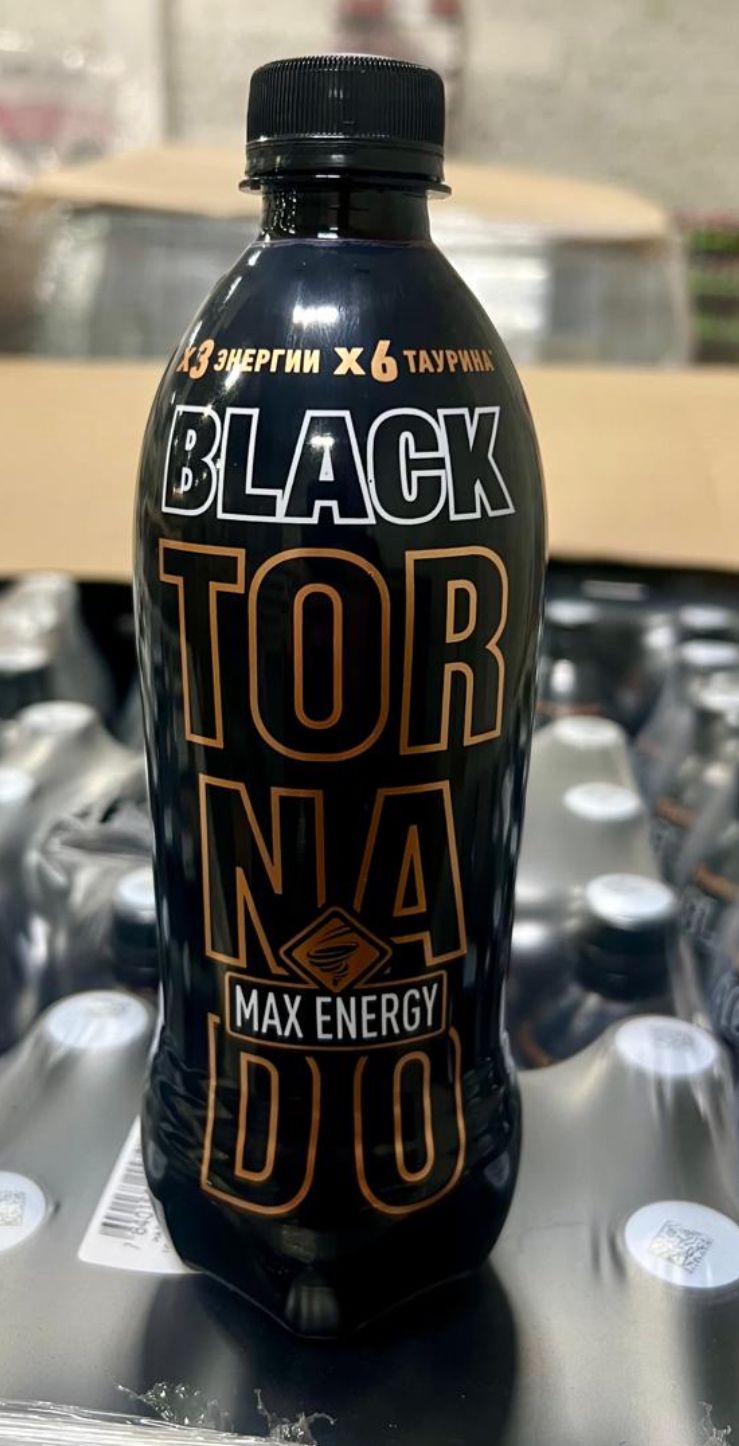 x3 ЭНЕРГИИ x6 ТАУРИНА*
BLACK
TOR
NA
MAX ENERGY
DO